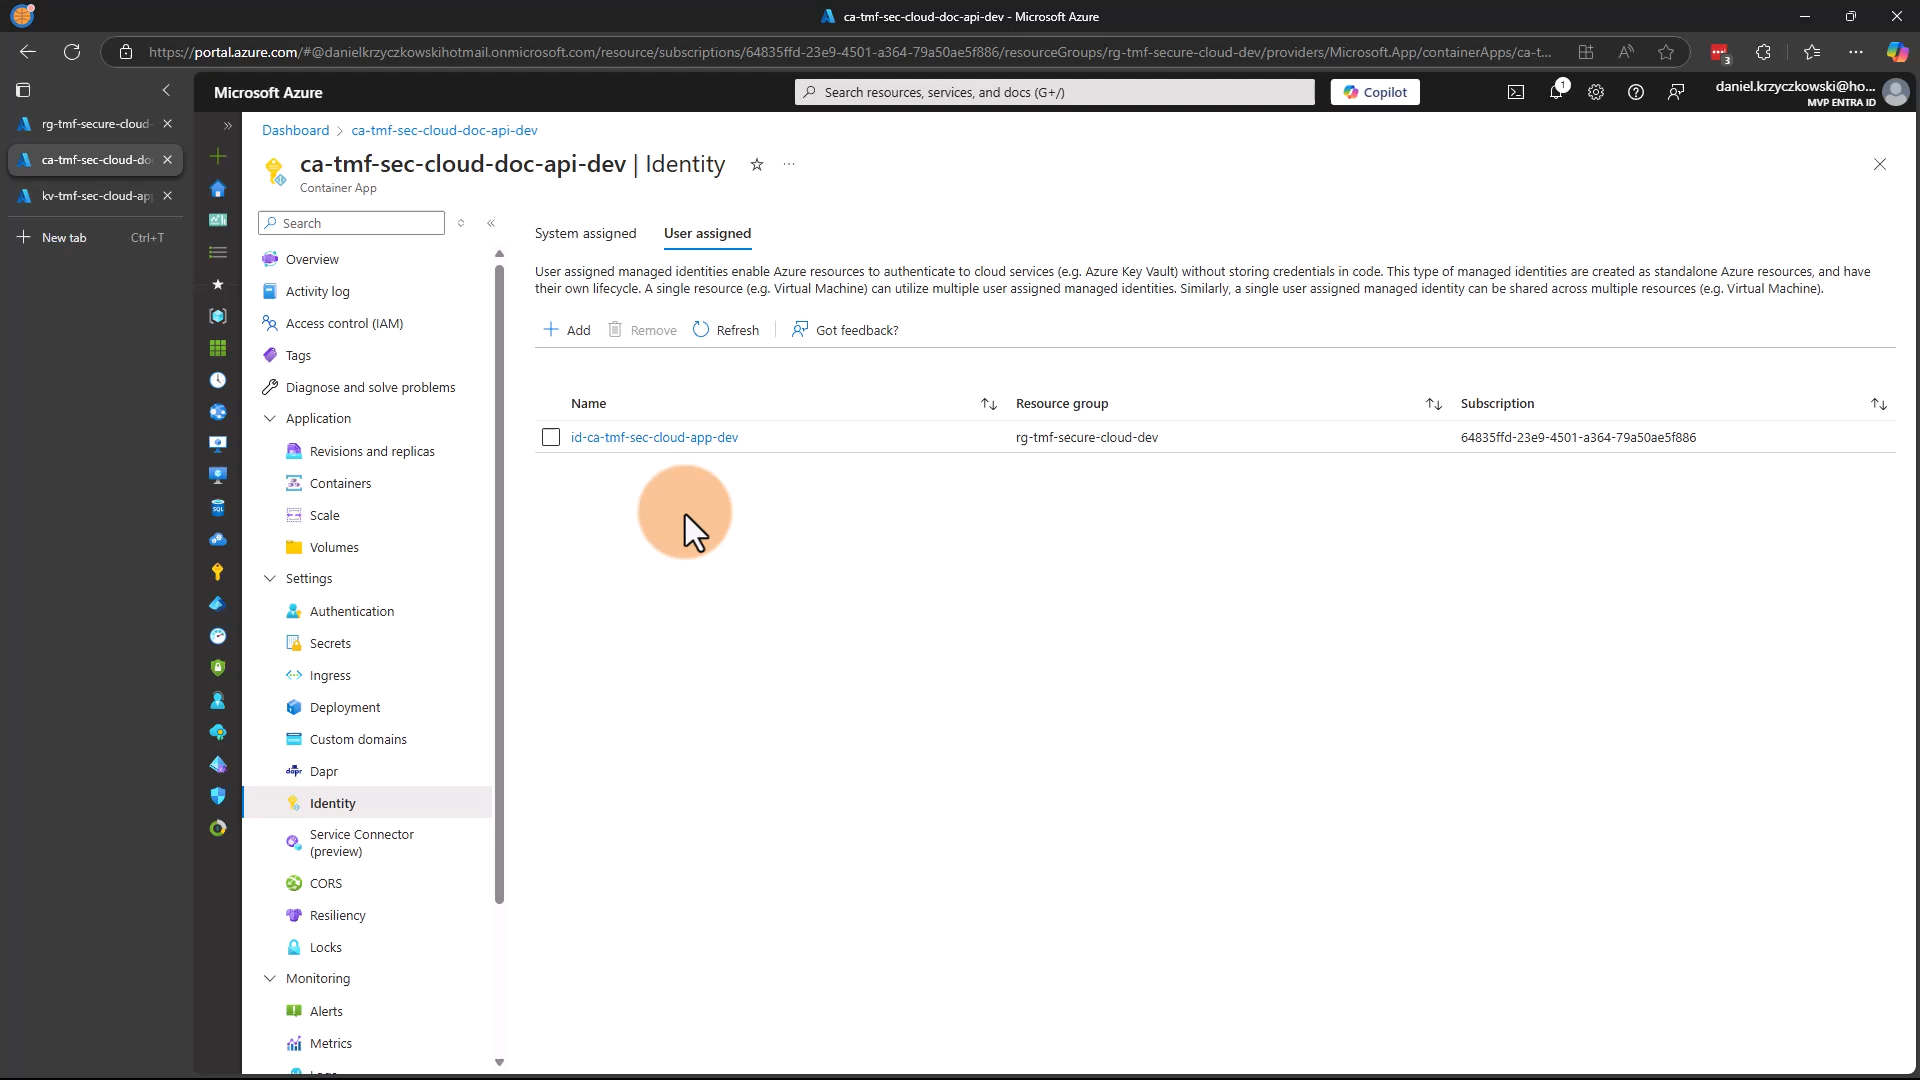 ca-tmf-sec-cloud-doc-api-dev - Microsoft Azure
https://portal.azure.com/#@danielkrzyczkowskihotmail.onmicrosoft.com/resource/subscriptions/64835ffd-23e9-4501-a364-79a50ae5f886/resourceGroups/rg-tmf-secure-cloud-dev/providers/Microsoft.App/containerApps/ca-t...
3
Microsoft Azure
Search resources, services, and docs (G+/)
Copilot
1
daniel.krzyczkowski@ho...
MVP ENTRA ID
rg-tmf-secure-cloud-
ca-tmf-sec-cloud-do
kv-tmf-sec-cloud-ap
New tab
Ctrl+T
Dashboard > ca-tmf-sec-cloud-doc-api-dev
ca-tmf-sec-cloud-doc-api-dev | Identity
Container App
Search
Overview
Activity log
Access control (IAM)
Tags
Diagnose and solve problems
Application
Revisions and replicas
Containers
Scale
Volumes
Settings
Authentication
Secrets
Ingress
Deployment
Custom domains
dapr Dapr
Identity
Service Connector
(preview)
CORS
Resiliency
Locks
Monitoring
Alerts
Metrics
System assigned
User assigned
User assigned managed identities enable Azure resources to authenticate to cloud services (e.g. Azure Key Vault) without storing credentials in code. This type of managed identities are created as standalone Azure resources, and have
their own lifecycle. A single resource (e.g. Virtual Machine) can utilize multiple user assigned managed identities. Similarly, a single user assigned managed identity can be shared across multiple resources (e.g. Virtual Machine).
Add
Remove
Refresh
Got feedback?
Name
Resource group
Subscription
id-ca-tmf-sec-cloud-app-dev
rg-tmf-secure-cloud-dev
64835ffd-23e9-4501-a364-79a50ae5f886